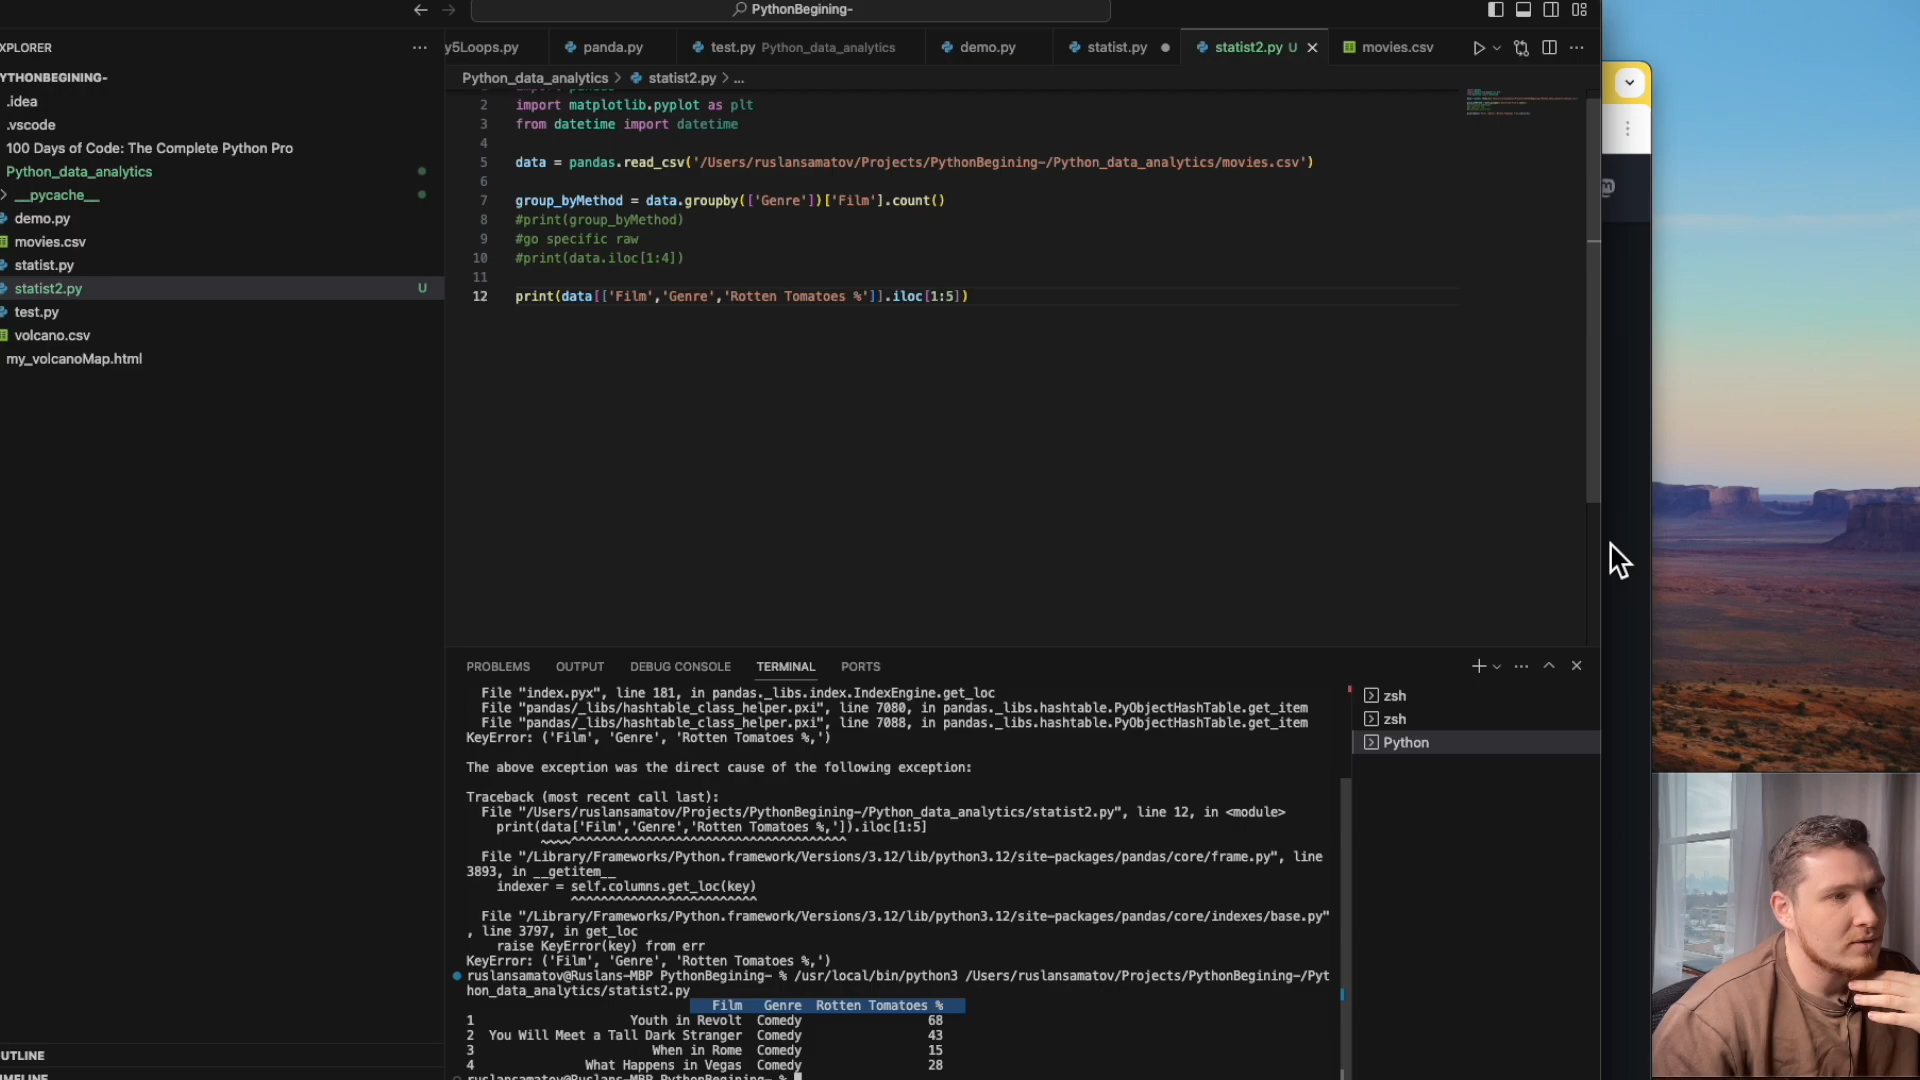 PythonBegining-
XPLORER
y5Loops.py
panda.py
test.py Python_data_analytics
demo.py
statist.py
statist2.py U
movies.csv
YTHONBEGINING-
Python_data_analytics > statist2.py > ...
.idea
.vscode
100 Days of Code: The Complete Python Pro
Python_data_analytics
__pycache__
demo.py
movies.csv
statist.py
statist2.py U
test.py
volcano.csv
my_volcanoMap.html
2 import matplotlib.pyplot as plt
3 from datetime import datetime
4
5 data = pandas.read_csv('/Users/ruslansamatov/Projects/PythonBegining-/Python_data_analytics/movies.csv')
6
7 group_byMethod = data.groupby(['Genre'])['Film'].count()
8 #print(group_byMethod)
9 #go specific raw
10 #print(data.iloc[1:4])
11
12 print(data[['Film','Genre','Rotten Tomatoes %']].iloc[1:5])
PROBLEMS OUTPUT DEBUG CONSOLE TERMINAL PORTS
File "index.pyx", line 181, in pandas._libs.index.IndexEngine.get_loc
File "pandas/_libs/hashtable_class_helper.pxi", line 7080, in pandas._libs.hashtable.PyObjectHashTable.get_item
File "pandas/_libs/hashtable_class_helper.pxi", line 7088, in pandas._libs.hashtable.PyObjectHashTable.get_item
KeyError: ('Film', 'Genre', 'Rotten Tomatoes %,')
The above exception was the direct cause of the following exception:
Traceback (most recent call last):
File "/Users/ruslansamatov/Projects/PythonBegining-/Python_data_analytics/statist2.py", line 12, in <module>
print(data['Film','Genre','Rotten Tomatoes %,']).iloc[1:5]
~~~~^^^^^^^^^^^^^^^^^^^^^^^^^^^^^^^^^^^^
File "/Library/Frameworks/Python.framework/Versions/3.12/lib/python3.12/site-packages/pandas/core/frame.py", line
3893, in __getitem__
indexer = self.columns.get_loc(key)
^^^^^^^^^^^^^^^^^^^^^^^^^
File "/Library/Frameworks/Python.framework/Versions/3.12/lib/python3.12/site-packages/pandas/core/indexes/base.py"
, line 3797, in get_loc
raise KeyError(key) from err
KeyError: ('Film', 'Genre', 'Rotten Tomatoes %,')
ruslansamatov@Ruslans-MBP PythonBegining- % /usr/local/bin/python3 /Users/ruslansamatov/Projects/PythonBegining-/Pyt
hon_data_analytics/statist2.py
Film Genre Rotten Tomatoes %
1 Youth in Revolt Comedy 68
2 You Will Meet a Tall Dark Stranger Comedy 43
3 When in Rome Comedy 15
4 What Happens in Vegas Comedy 28
ruslansamatov@Ruslans-MBP PythonBegining- %
zsh
zsh
Python
UTLINE
IMELINE